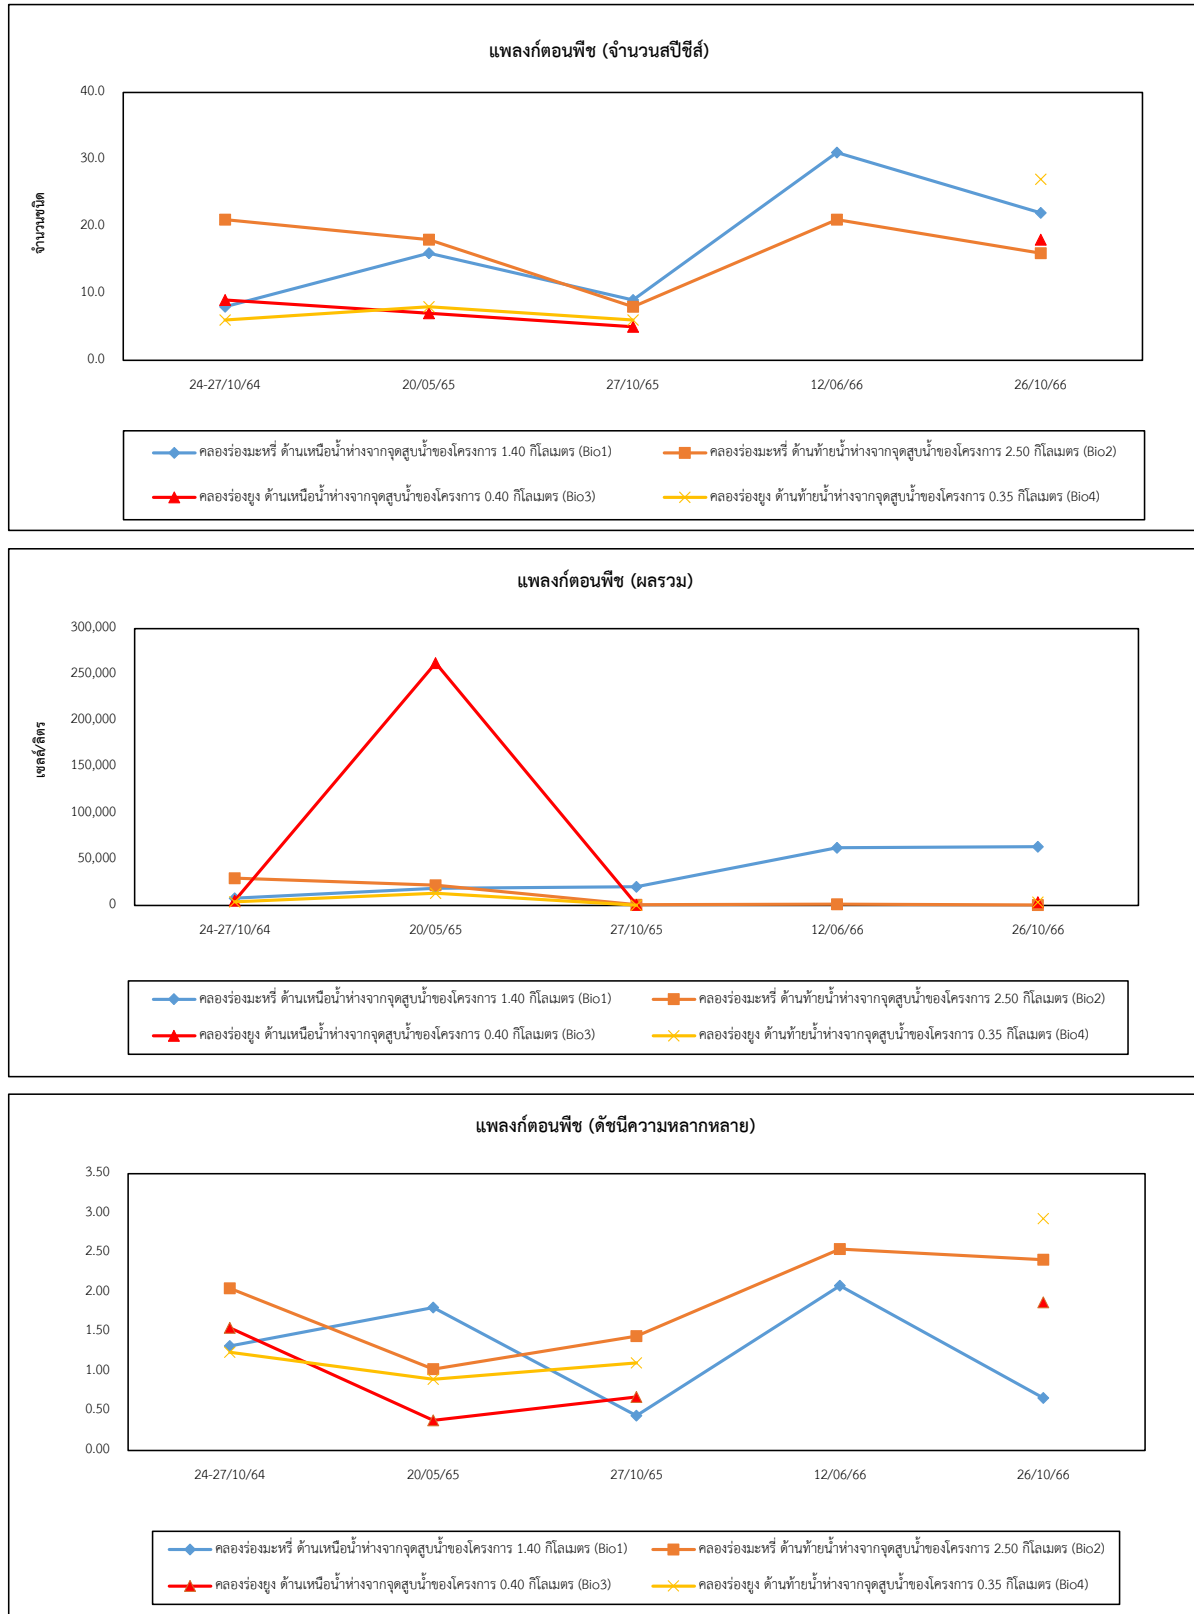 แพลงก์ตอนพืช (จำนวนสปีชีส์)
40.0
30.0
20.0
10.0
0.0
จำนวนชนิด
24-27/10/64 20/05/65 27/10/65 12/06/66 26/10/66
คลองร่องมะหรี่ ด้านเหนือน้ำห่างจากจุดสูบน้ำของโครงการ 1.40 กิโลเมตร (Bio1) คลองร่องมะหรี่ ด้านท้ายน้ำห่างจากจุดสูบน้ำของโครงการ 2.50 กิโลเมตร (Bio2)
คลองร่องยูง ด้านเหนือน้ำห่างจากจุดสูบน้ำของโครงการ 0.40 กิโลเมตร (Bio3) คลองร่องยูง ด้านท้ายน้ำห่างจากจุดสูบน้ำของโครงการ 0.35 กิโลเมตร (Bio4)
แพลงก์ตอนพืช (ผลรวม)
300,000
250,000
200,000
150,000
100,000
50,000
0
เซลล์/ลิตร
24-27/10/64 20/05/65 27/10/65 12/06/66 26/10/66
คลองร่องมะหรี่ ด้านเหนือน้ำห่างจากจุดสูบน้ำของโครงการ 1.40 กิโลเมตร (Bio1) คลองร่องมะหรี่ ด้านท้ายน้ำห่างจากจุดสูบน้ำของโครงการ 2.50 กิโลเมตร (Bio2)
คลองร่องยูง ด้านเหนือน้ำห่างจากจุดสูบน้ำของโครงการ 0.40 กิโลเมตร (Bio3) คลองร่องยูง ด้านท้ายน้ำห่างจากจุดสูบน้ำของโครงการ 0.35 กิโลเมตร (Bio4)
แพลงก์ตอนพืช (ดัชนีความหลากหลาย)
3.50
3.00
2.50
2.00
1.50
1.00
0.50
0.00
24-27/10/64 20/05/65 27/10/65 12/06/66 26/10/66
คลองร่องมะหรี่ ด้านเหนือน้ำห่างจากจุดสูบน้ำของโครงการ 1.40 กิโลเมตร (Bio1) คลองร่องมะหรี่ ด้านท้ายน้ำห่างจากจุดสูบน้ำของโครงการ 2.50 กิโลเมตร (Bio2)
คลองร่องยูง ด้านเหนือน้ำห่างจากจุดสูบน้ำของโครงการ 0.40 กิโลเมตร (Bio3) คลองร่องยูง ด้านท้ายน้ำห่างจากจุดสูบน้ำของโครงการ 0.35 กิโลเมตร (Bio4)